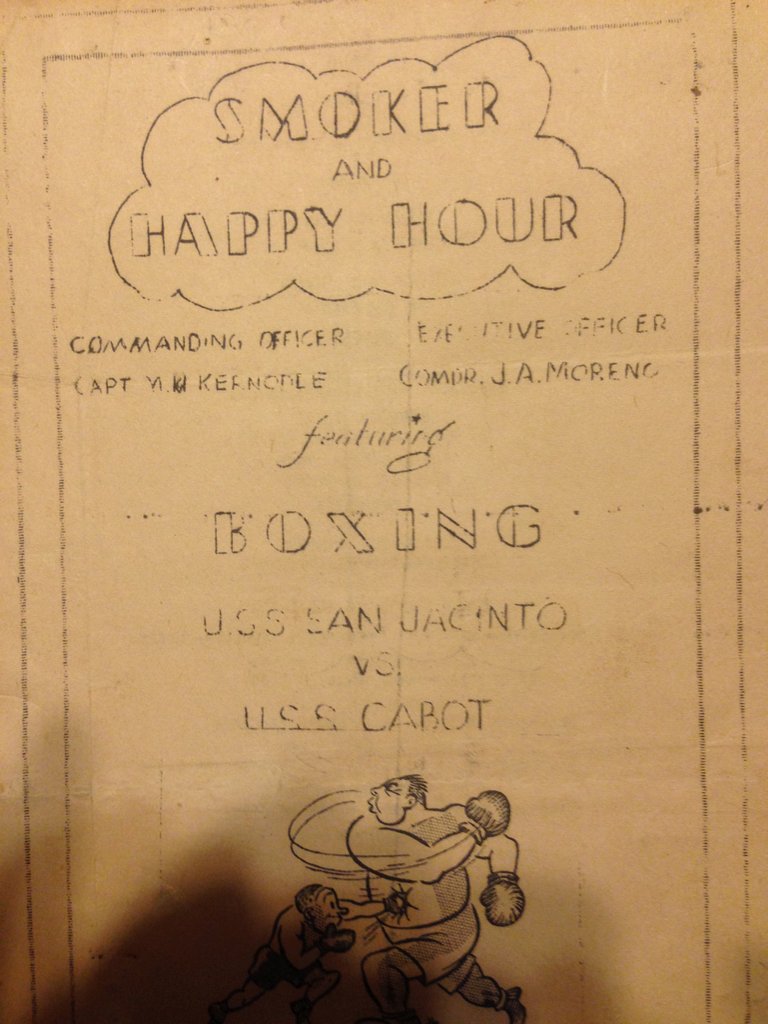 SMOKER
AND
HAPPY HOUR
COMMANDING OFFICER
EXECUTIVE OFFICER
CAPT M.H KERNODLE
COMDR. J.A. MORENO
featuring
BOXING
U.S.S SAN JACINTO
VS.
U.S.S CABOT